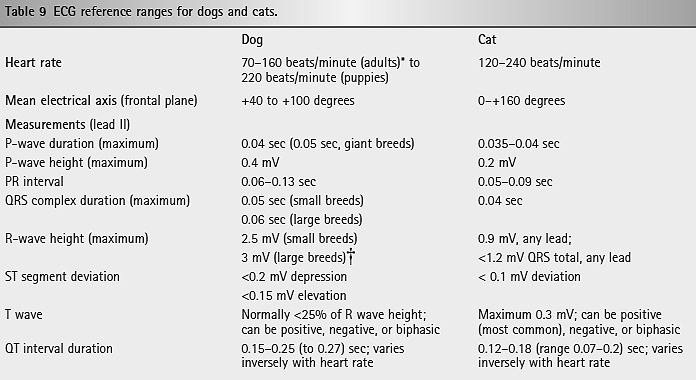 Table 9 ECG reference ranges for dogs and cats.
Dog Cat
Heart rate 70–160 beats/minute (adults)* to 120–240 beats/minute
220 beats/minute (puppies)
Mean electrical axis (frontal plane) +40 to +100 degrees 0–+160 degrees
Measurements (lead II)
P-wave duration (maximum) 0.04 sec (0.05 sec, giant breeds) 0.035–0.04 sec
P-wave height (maximum) 0.4 mV 0.2 mV
PR interval 0.06–0.13 sec 0.05–0.09 sec
QRS complex duration (maximum) 0.05 sec (small breeds) 0.04 sec
0.06 sec (large breeds)
R-wave height (maximum) 2.5 mV (small breeds) 0.9 mV, any lead;
3 mV (large breeds)† <1.2 mV QRS total, any lead
ST segment deviation <0.2 mV depression < 0.1 mV deviation
<0.15 mV elevation
T wave Normally <25% of R wave height; Maximum 0.3 mV; can be positive
can be positive, negative, or biphasic (most common), negative, or biphasic
QT interval duration 0.15–0.25 (to 0.27) sec; varies 0.12–0.18 (range 0.07–0.2) sec; varies
inversely with heart rate inversely with heart rate